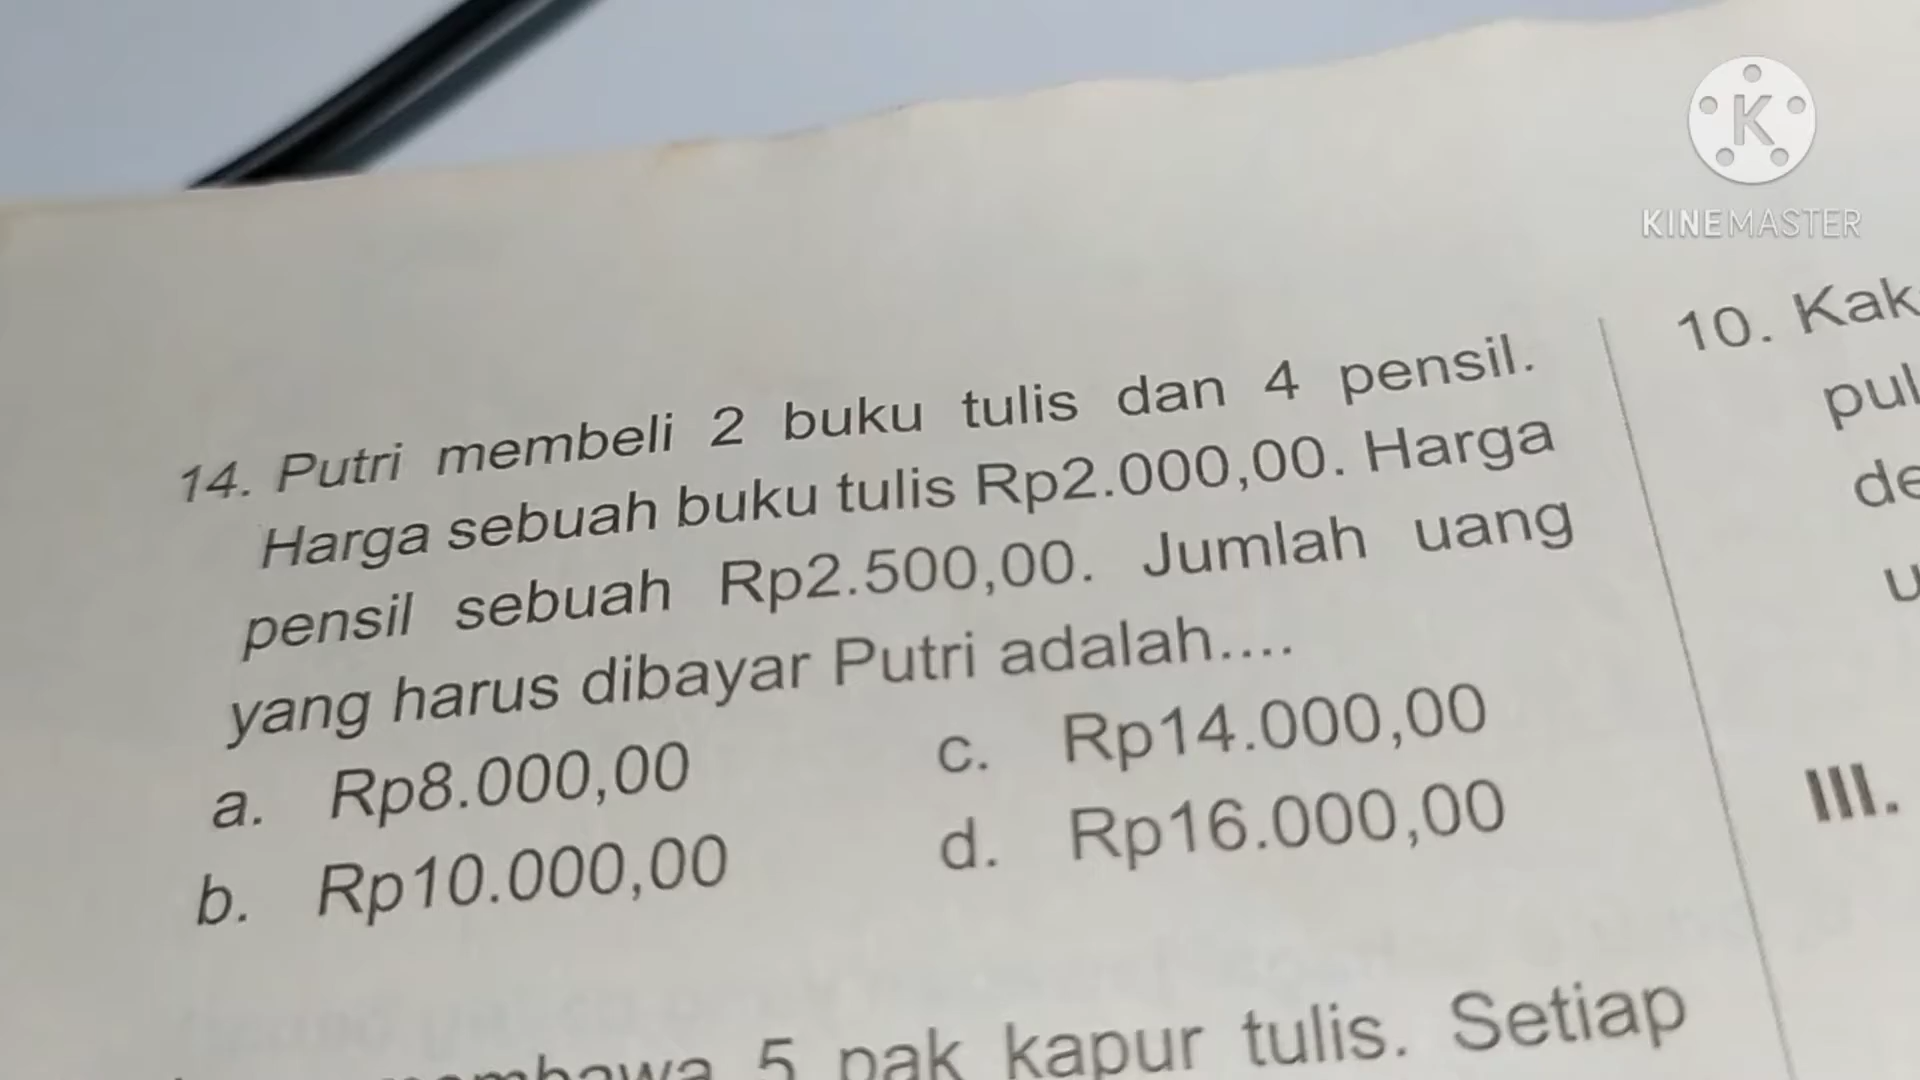 KINEMASTER
14. Putri membeli 2 buku tulis dan 4 pensil.
Harga sebuah buku tulis Rp2.000,00. Harga
pensil sebuah Rp2.500,00. Jumlah uang
yang harus dibayar Putri adalah....
a. Rp8.000,00 c. Rp14.000,00
b. Rp10.000,00 d. Rp16.000,00
5 pak kapur tulis. Setiap
10. Kak
pul
de
u
III.